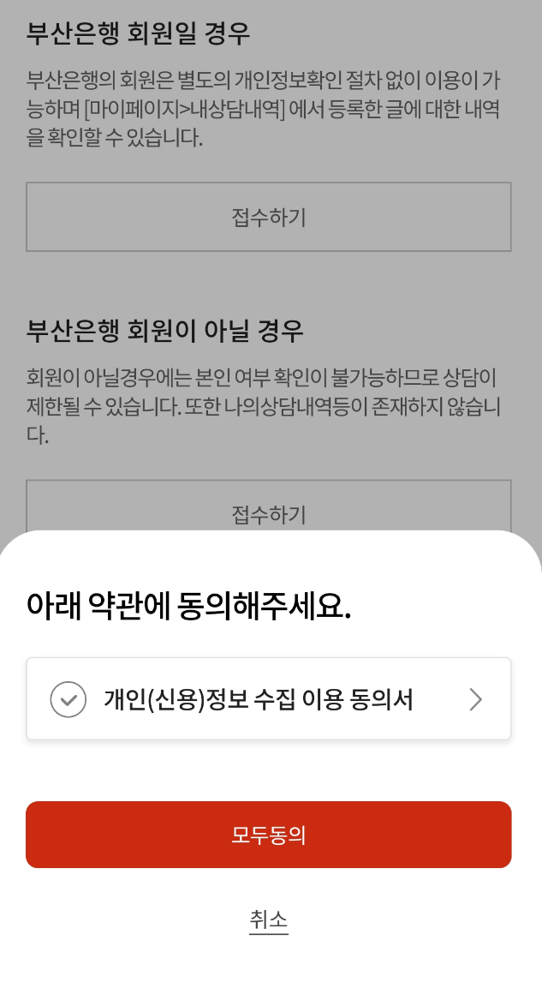 부산은행 회원일 경우
부산은행의 회원은 별도의 개인정보확인 절차 없이 이용이 가
능하며 [마이페이지>내상담내역] 에서 등록한 글에 대한 내역
을 확인할 수 있습니다.
접수하기
부산은행 회원이 아닐 경우
회원이 아닐경우에는 본인 여부 확인이 불가능하므로 상담이
제한될 수 있습니다. 또한 나의상담내역등이 존재하지 않습니
다.
접수하기
아래 약관에 동의해주세요.
개인(신용)정보 수집 이용 동의서
모두동의
취소